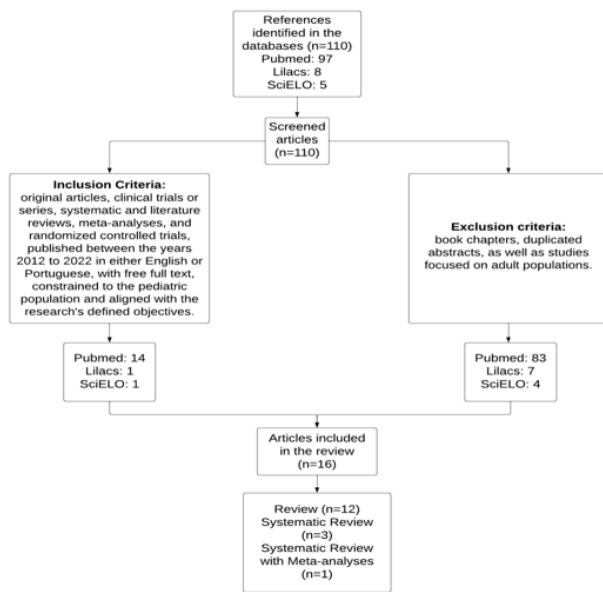 References
identified in the
databases (n=110)
Pubmed: 97
Lilacs: 8
SciELO: 5
Screened
articles
(n=110)
Inclusion Criteria:
original articles, clinical trials or
series, systematic and literature
reviews, meta-analyses, and
randomized controlled trials,
published between the years
2012 to 2022 in either English or
Portuguese, with free full text,
constrained to the pediatric
population and aligned with the
research's defined objectives.
Exclusion criteria:
book chapters, duplicated
abstracts, as well as studies
focused on adult populations.
Pubmed: 14
Lilacs: 1
SciELO: 1
Pubmed: 83
Lilacs: 7
SciELO: 4
Articles included
in the review
(n=16)
Review (n=12)
Systematic Review
(n=3)
Systematic Review
with Meta-analyses
(n=1)